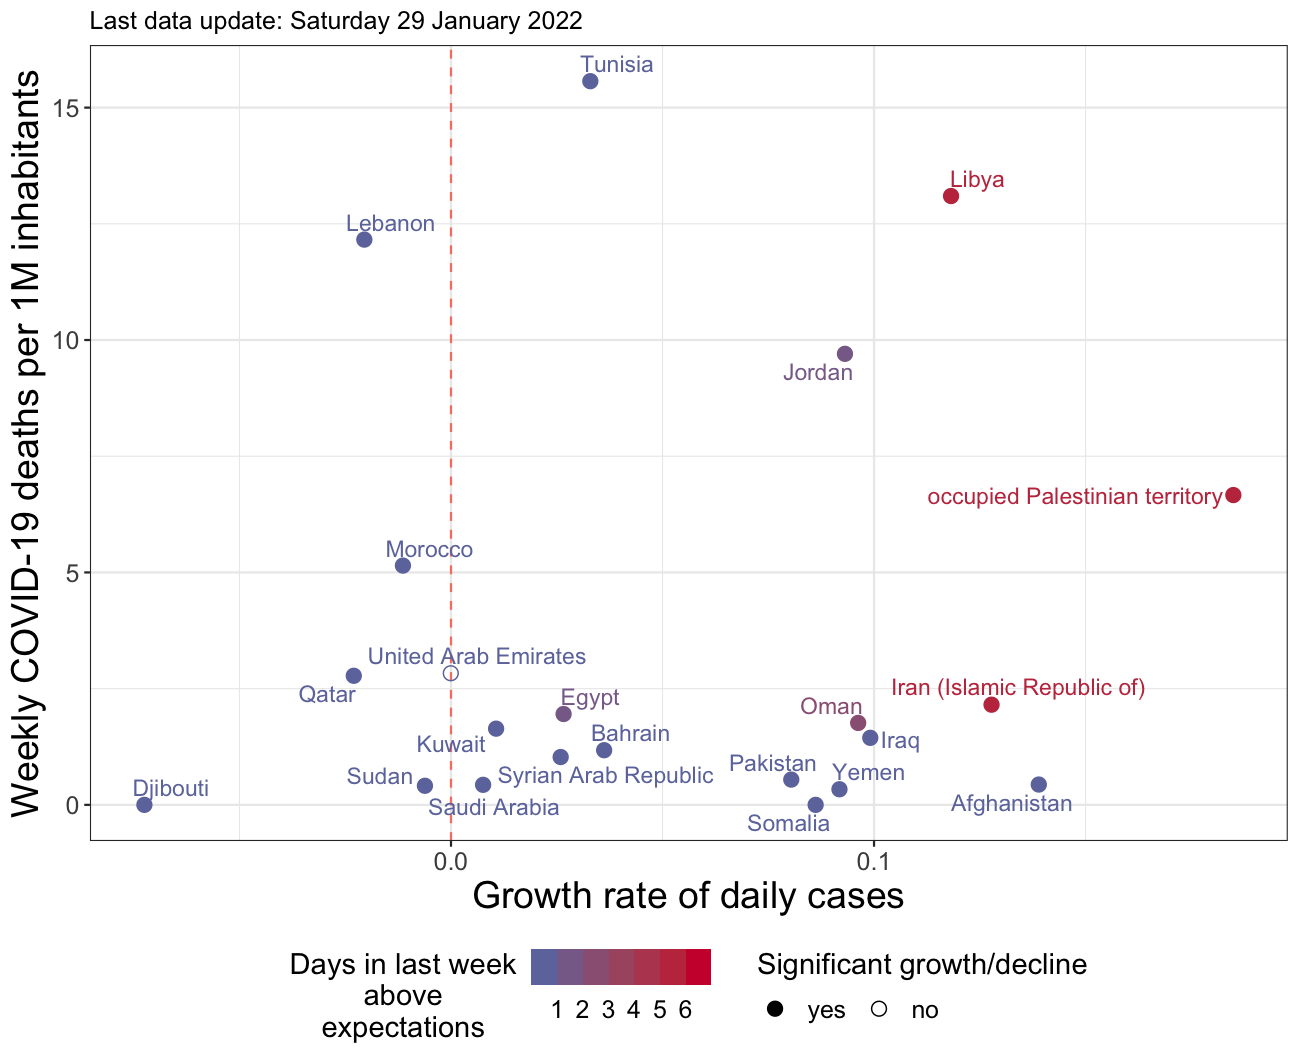 Last data update: Saturday 29 January 2022
Weekly COVID-19 deaths per 1M inhabitants
15
10
5
0
Tunisia
Libya
Lebanon
Jordan
occupied Palestinian territory
Morocco
United Arab Emirates
Qatar
Egypt
Iran (Islamic Republic of)
Oman
Kuwait
Bahrain
Iraq
Pakistan
Yemen
Sudan
Syrian Arab Republic
Djibouti
Saudi Arabia
Somalia
Afghanistan
0.0
0.1
Growth rate of daily cases
Days in last week
above
expectations
1 2 3 4 5 6
Significant growth/decline
yes no